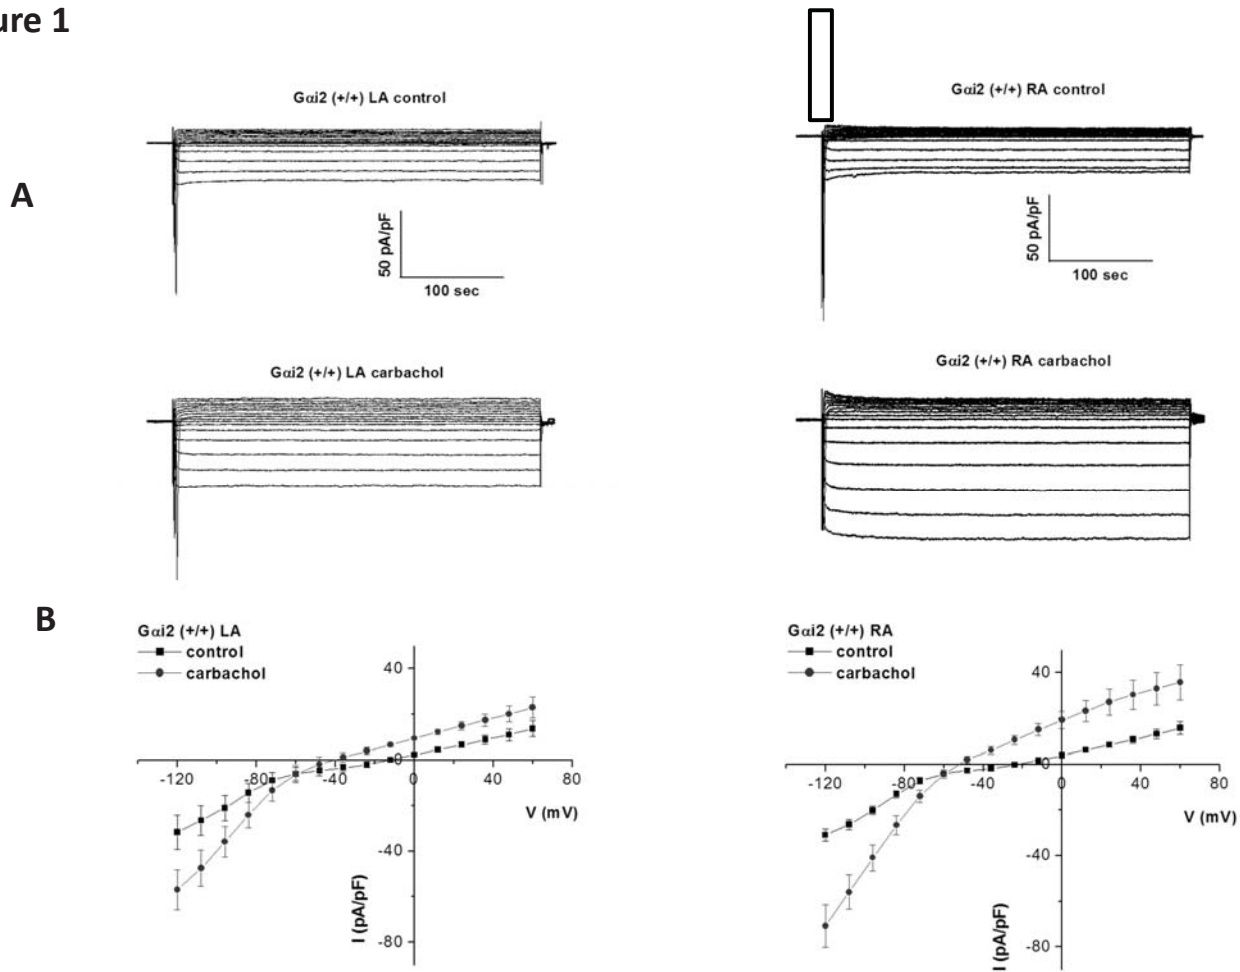 ure 1
Gαi2 (+/+) LA control
Gαi2 (+/+) RA control
A
50 pA/pF
100 sec
50 pA/pF
100 sec
Gαi2 (+/+) LA carbachol
Gαi2 (+/+) RA carbachol
B
Gαi2 (+/+) LA
control
carbachol
40
-120
-80
-40
0
40
80
V (mV)
-40
I (pA/pF)
-80
Gαi2 (+/+) RA
control
carbachol
40
-120
-80
-40
0
40
80
V (mV)
-40
I (pA/pF)
-80